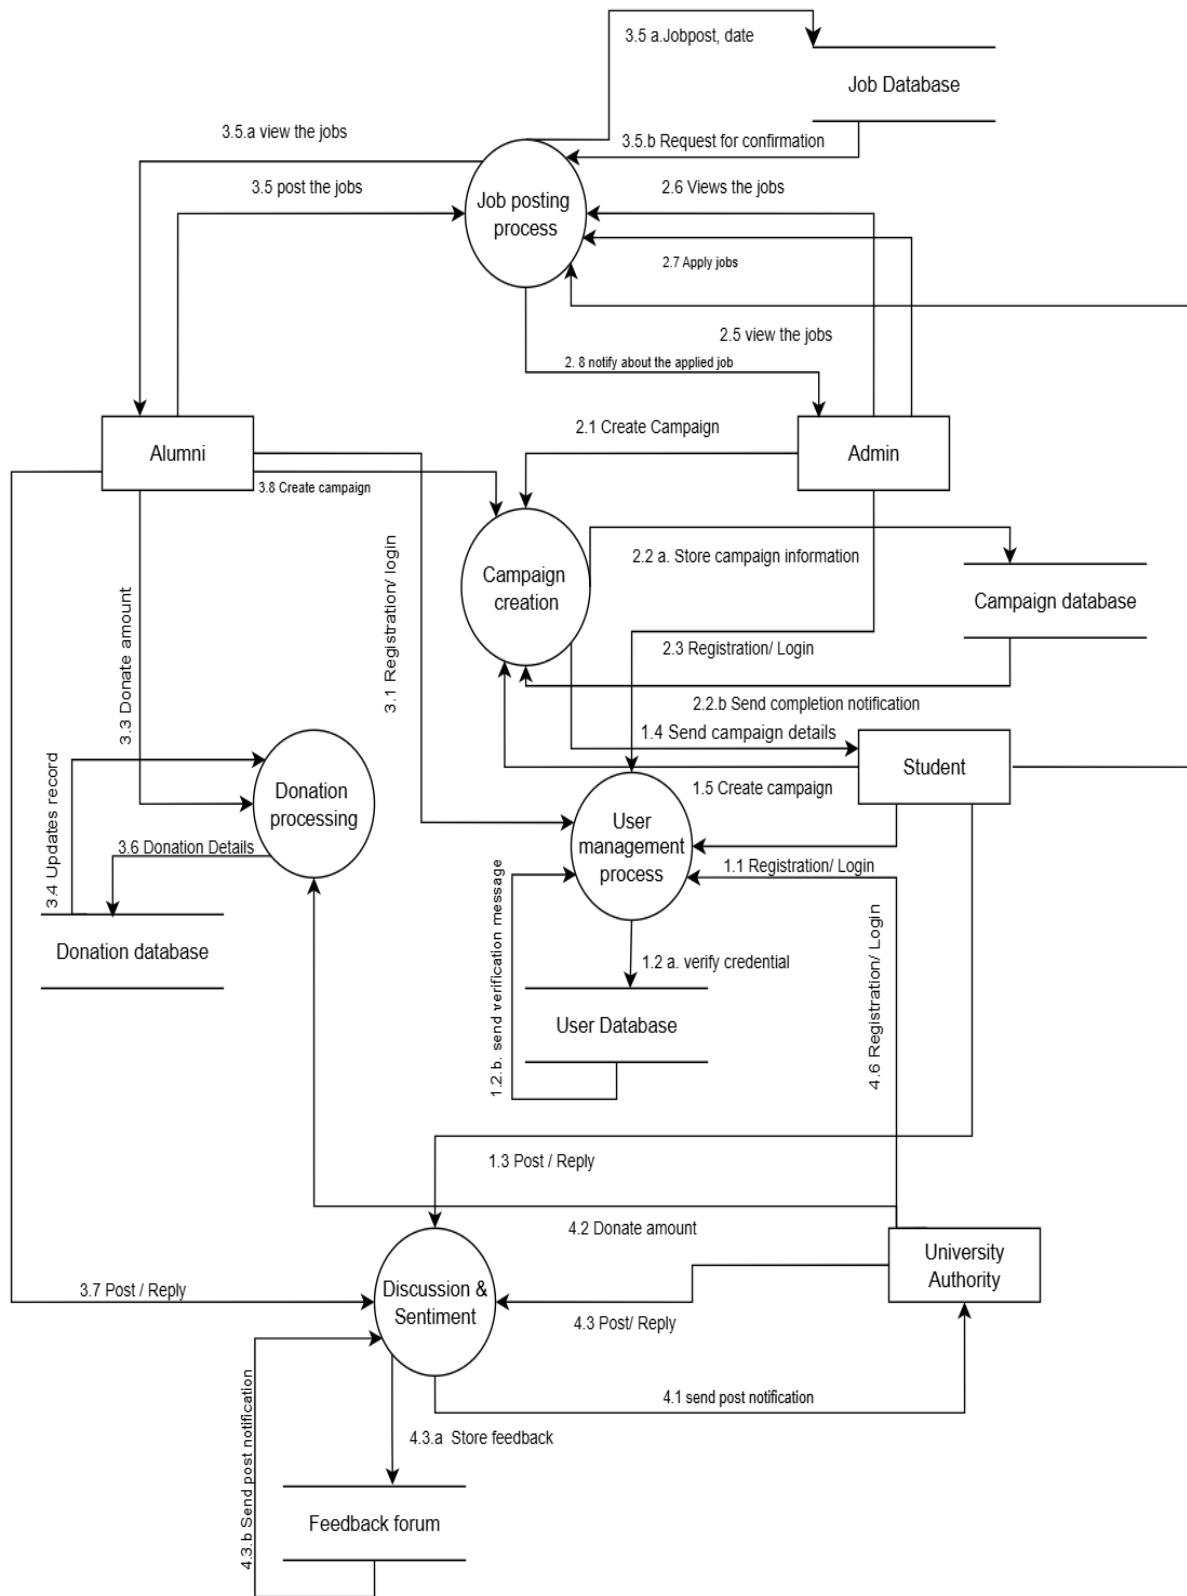 3.5 a.Jobpost, date
Job Database
3.5.a view the jobs
3.5.b Request for confirmation
3.5 post the jobs
2.6 Views the jobs
Job posting
process
2.7 Apply jobs
2.5 view the jobs
2. 8 notify about the applied job
2.1 Create Campaign
Alumni
Admin
3.8 Create campaign
2.2 a. Store campaign information
Campaign
creation
Campaign database
3.1 Registration/ login
2.3 Registration/ Login
3.3 Donate amount
2.2.b Send completion notification
1.4 Send campaign details
Student
1.5 Create campaign
Donation
processing
User
management
process
3.4 Updates record
3.6 Donation Details
1.1 Registration/ Login
Donation database
1.2.b. send verification message
1.2 a. verify credential
4.6 Registration/ Login
User Database
1.3 Post / Reply
4.2 Donate amount
University
Authority
3.7 Post / Reply
Discussion &
Sentiment
4.3 Post/ Reply
4.1 send post notification
4.3.b Send post notification
4.3.a Store feedback
Feedback forum